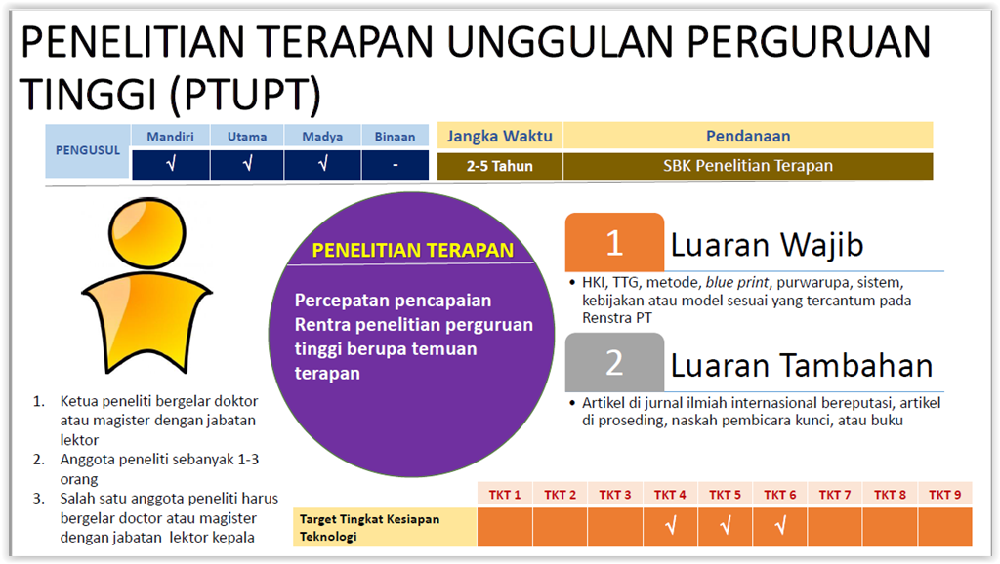 PENELITIAN TERAPAN UNGGULAN PERGURUAN
TINGGI (PTUPT)
PENGUSUL
Mandiri Utama Madya Binaan
√ √ √ -
Jangka Waktu Pendanaan
2-5 Tahun SBK Penelitian Terapan
PENELITIAN TERAPAN
Percepatan pencapaian
Rentra penelitian perguruan
tinggi berupa temuan
terapan
1 Luaran Wajib
• HKI, TTG, metode, blue print, purwarupa, sistem,
kebijakan atau model sesuai yang tercantum pada
Renstra PT
2 Luaran Tambahan
• Artikel di jurnal ilmiah internasional bereputasi, artikel
di proseding, naskah pembicara kunci, atau buku
1. Ketua peneliti bergelar doktor
atau magister dengan jabatan
lektor
2. Anggota peneliti sebanyak 1-3
orang
3. Salah satu anggota peneliti harus
bergelar doctor atau magister
dengan jabatan lektor kepala
TKT 1 TKT 2 TKT 3 TKT 4 TKT 5 TKT 6 TKT 7 TKT 8 TKT 9
Target Tingkat Kesiapan
Teknologi
√ √ √